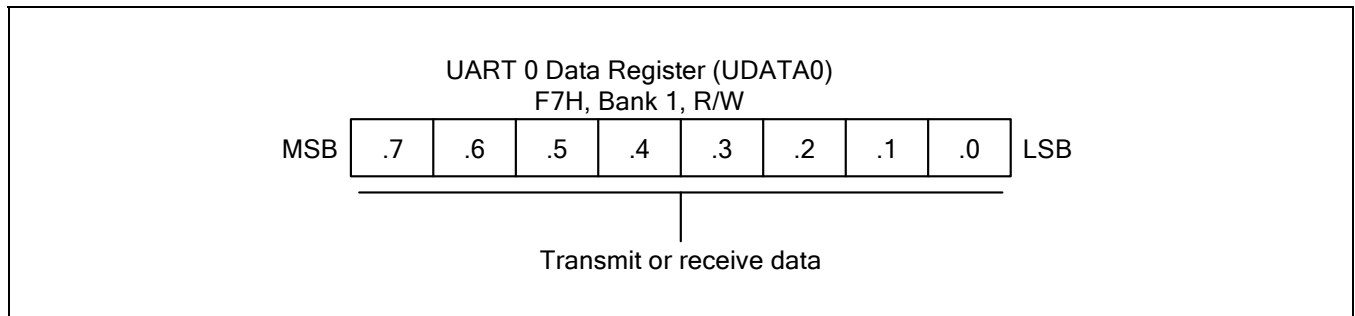 UART 0 Data Register (UDATA0)
F7H, Bank 1, R/W
MSB .7 .6 .5 .4 .3 .2 .1 .0 LSB
Transmit or receive data